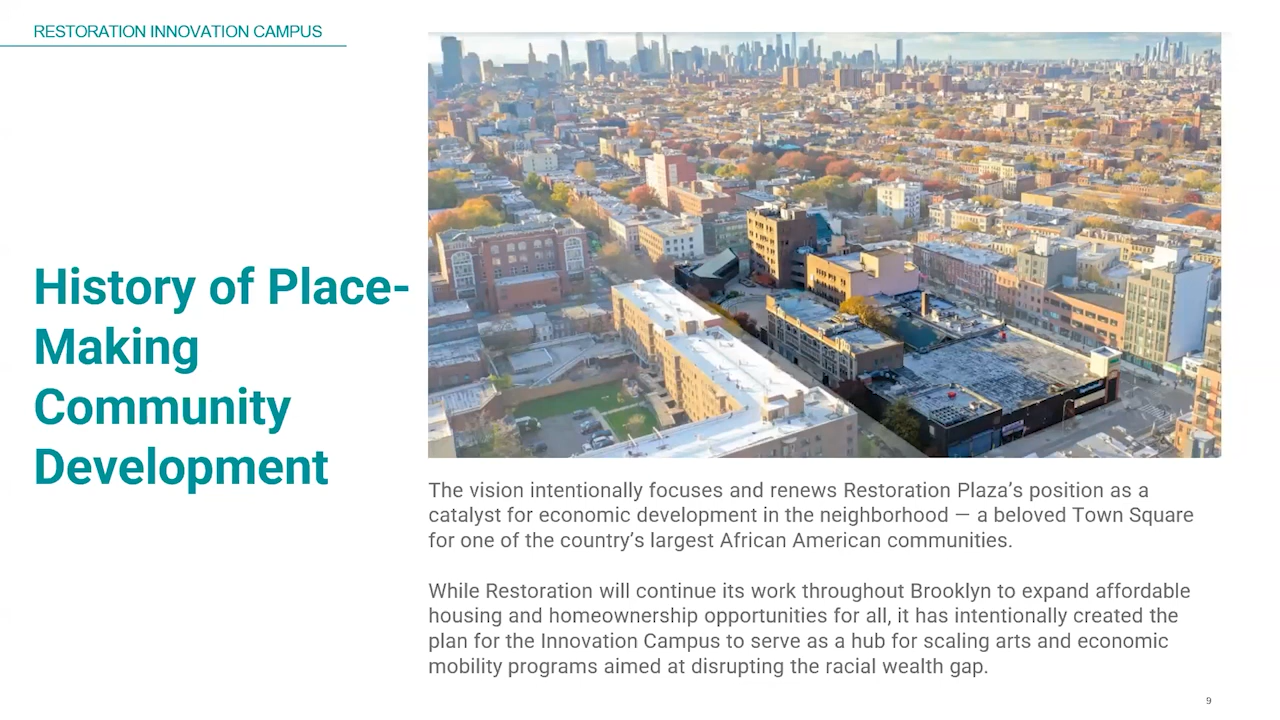 RESTORATION INNOVATION CAMPUS
History of Place-
Making
Community
Development
The vision intentionally focuses and renews Restoration Plaza’s position as a
catalyst for economic development in the neighborhood — a beloved Town Square
for one of the country’s largest African American communities.
While Restoration will continue its work throughout Brooklyn to expand affordable
housing and homeownership opportunities for all, it has intentionally created the
plan for the Innovation Campus to serve as a hub for scaling arts and economic
mobility programs aimed at disrupting the racial wealth gap.
9